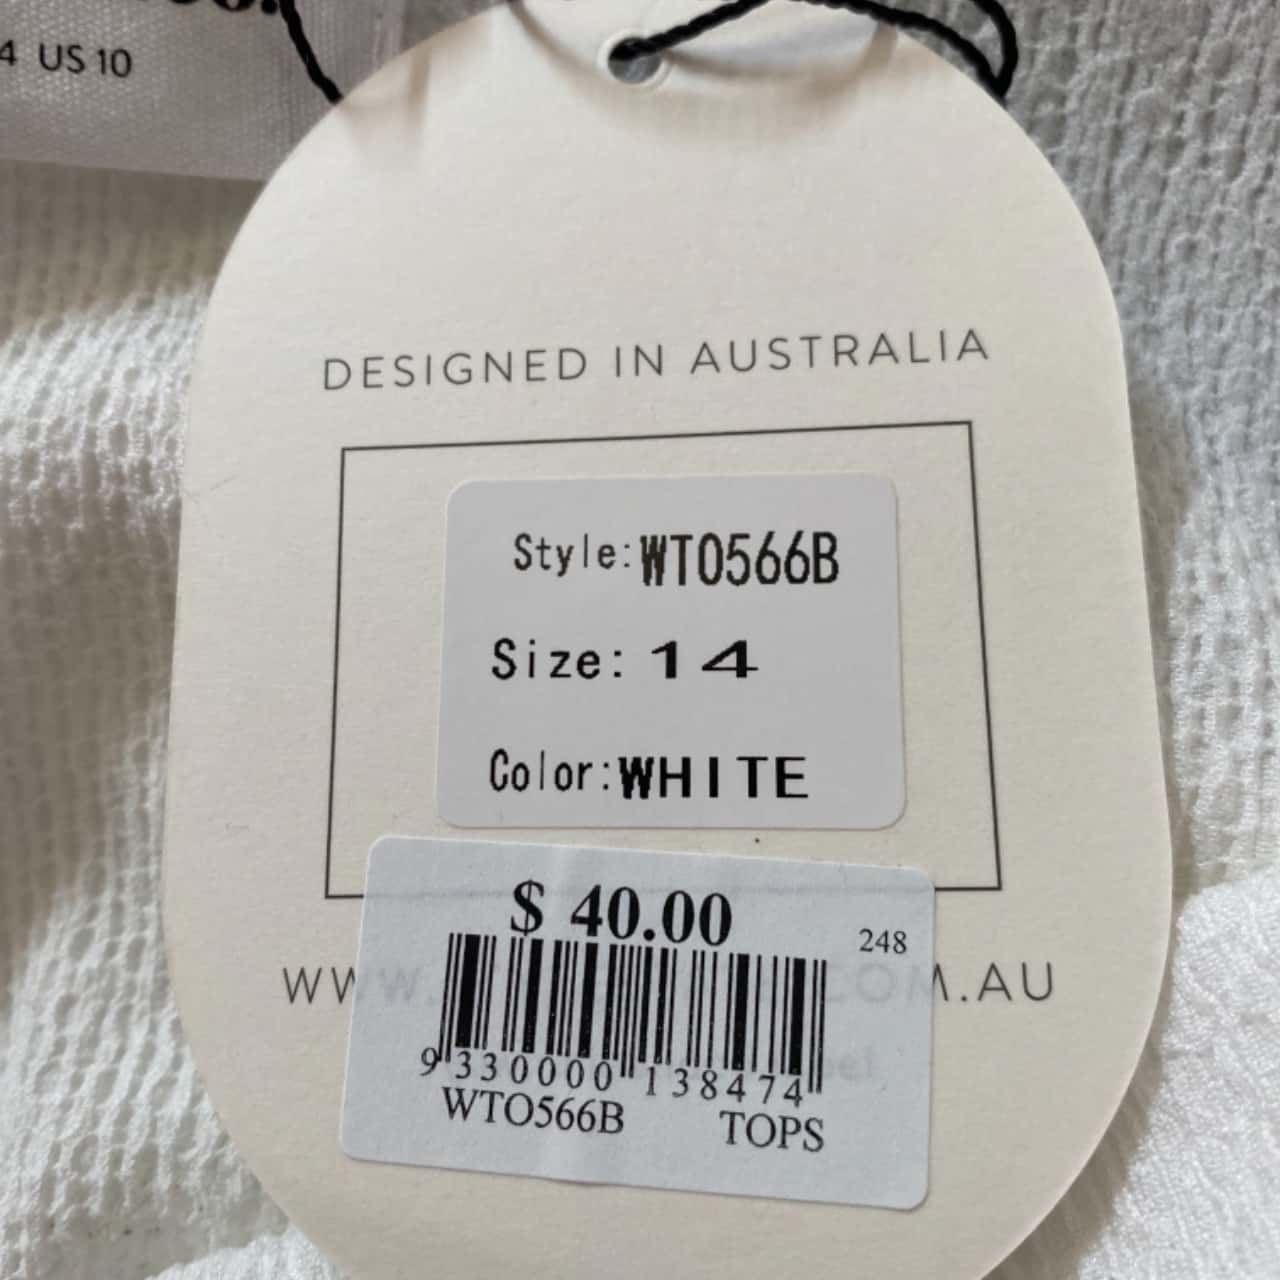 4 US 10
DESIGNED IN AUSTRALIA
Style:WTO566B
Size: 14
Color:WHITE
$ 40.00
248
WWW. .COM.AU
9 330000 138474
WTO566B TOPS